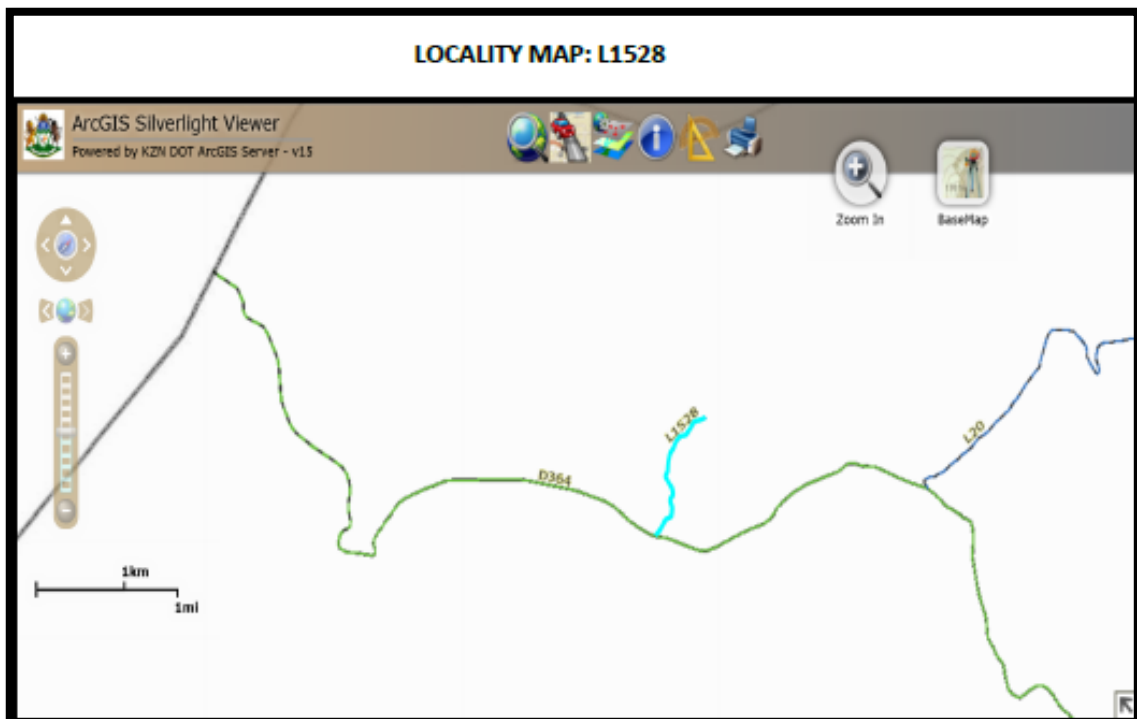 LOCALITY MAP: L1528
ArcGIS Silverlight Viewer
Powered by KZN DOT ArcGIS Server - v15
Zoom In
BaseMap
L1528
L20
D364
1km
1mi